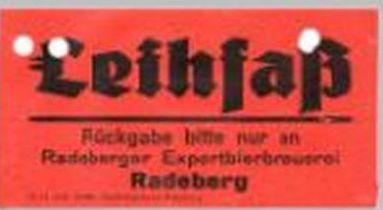 Leihfaß
Rückgabe bitte nur an
Radeberger Exportbierbrauerei
Radeberg